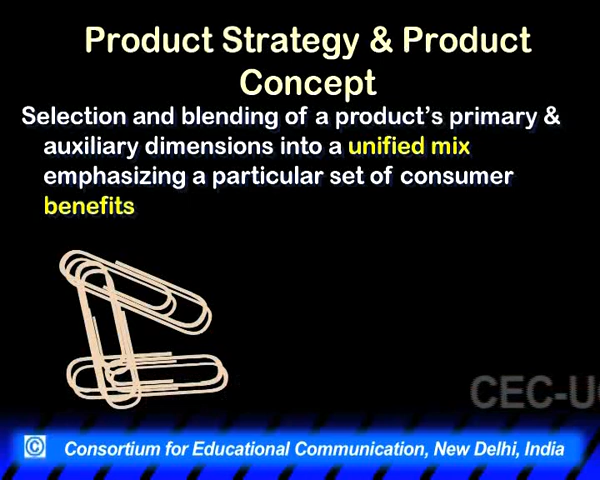 Product Strategy & Product
Concept
Selection and blending of a product's primary &
auxiliary dimensions into a unified mix
emphasizing a particular set of consumer
benefits
CEC-U
© Consortium for Educational Communication, New Delhi, India